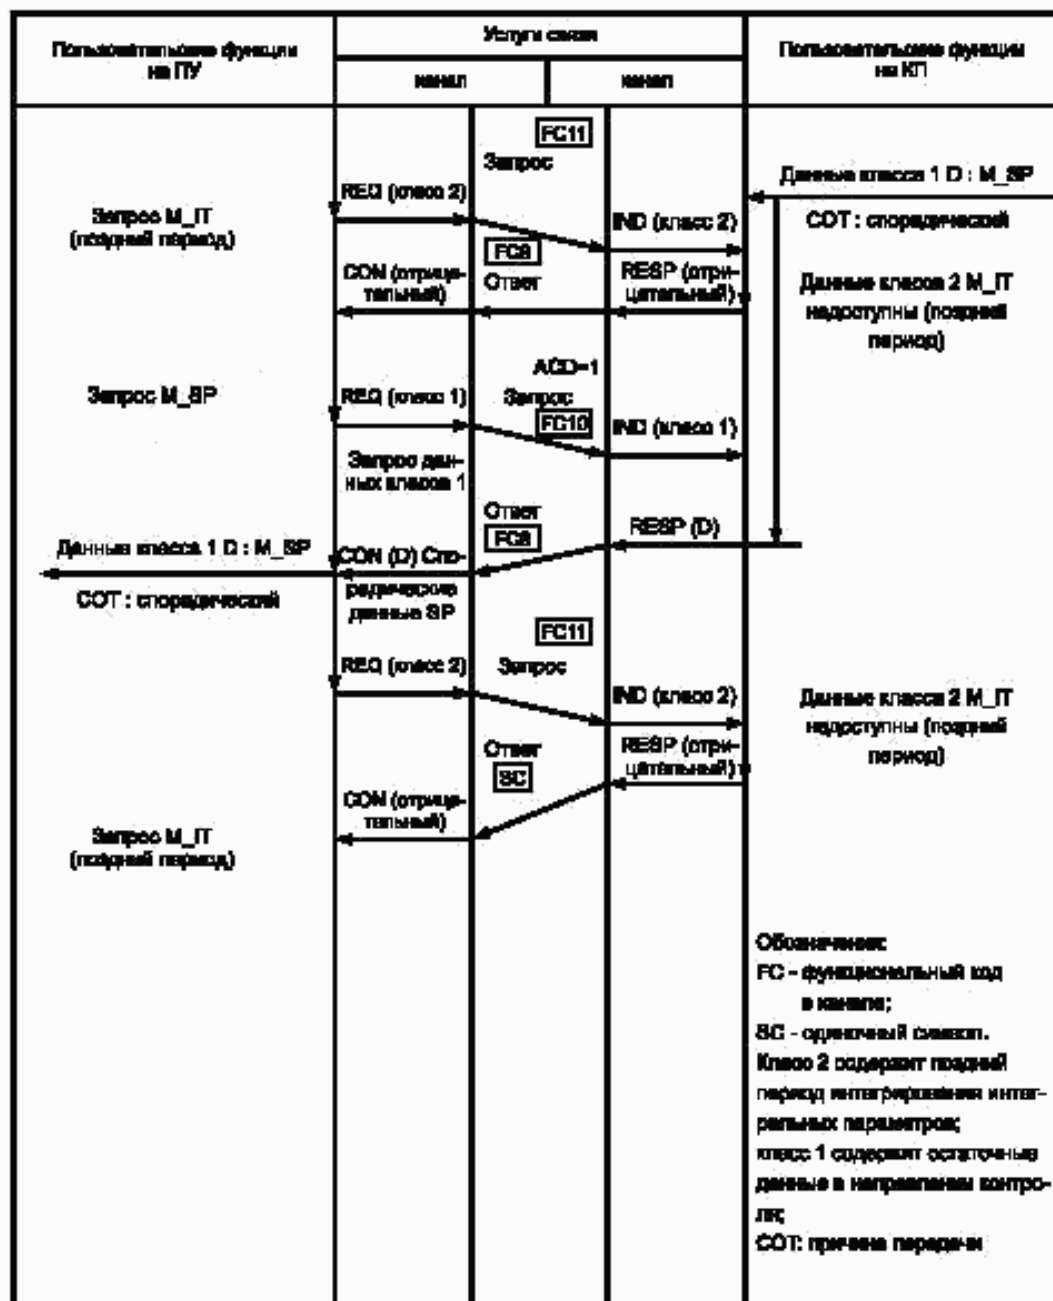 Пользовательские функции
на ПУ
Услуги связи
канал
канал
Пользовательские функции
на КП
FC11
Запрос
Данные класса 1 D : M_SP
REQ (класс 2)
Запрос M_IT
(поздний период)
IND (класс 2)
COT : спорадический
FC8
CON (отрица-
тельный)
Ответ
RESP (отри-
цательный)
Данные класса 2 M_IT
недоступны (поздний
период)
ACD=1
Запрос M_SP
REQ (класс 1)
Запрос
FC10
IND (класс 1)
Запрос дан-
ных класса 1
Ответ
FC8
RESP (D)
Данные класса 1 D : M_SP
CON (D) Спо-
радические
данные SP
COT : спорадический
FC11
REQ (класс 2)
Запрос
IND (класс 2)
Данные класса 2 M_IT
недоступны (поздний
период)
Ответ
SC
RESP (отри-
цательный)
CON (отрица-
тельный)
Запрос M_IT
(поздний период)
Обозначения:
FC - функциональный код
в канале;
SC - одиночный символ.
Класс 2 содержит поздний
период интегрирования интег-
ральных параметров;
класс 1 содержит остаточные
данные в направлении контро-
ля;
COT: причина передачи